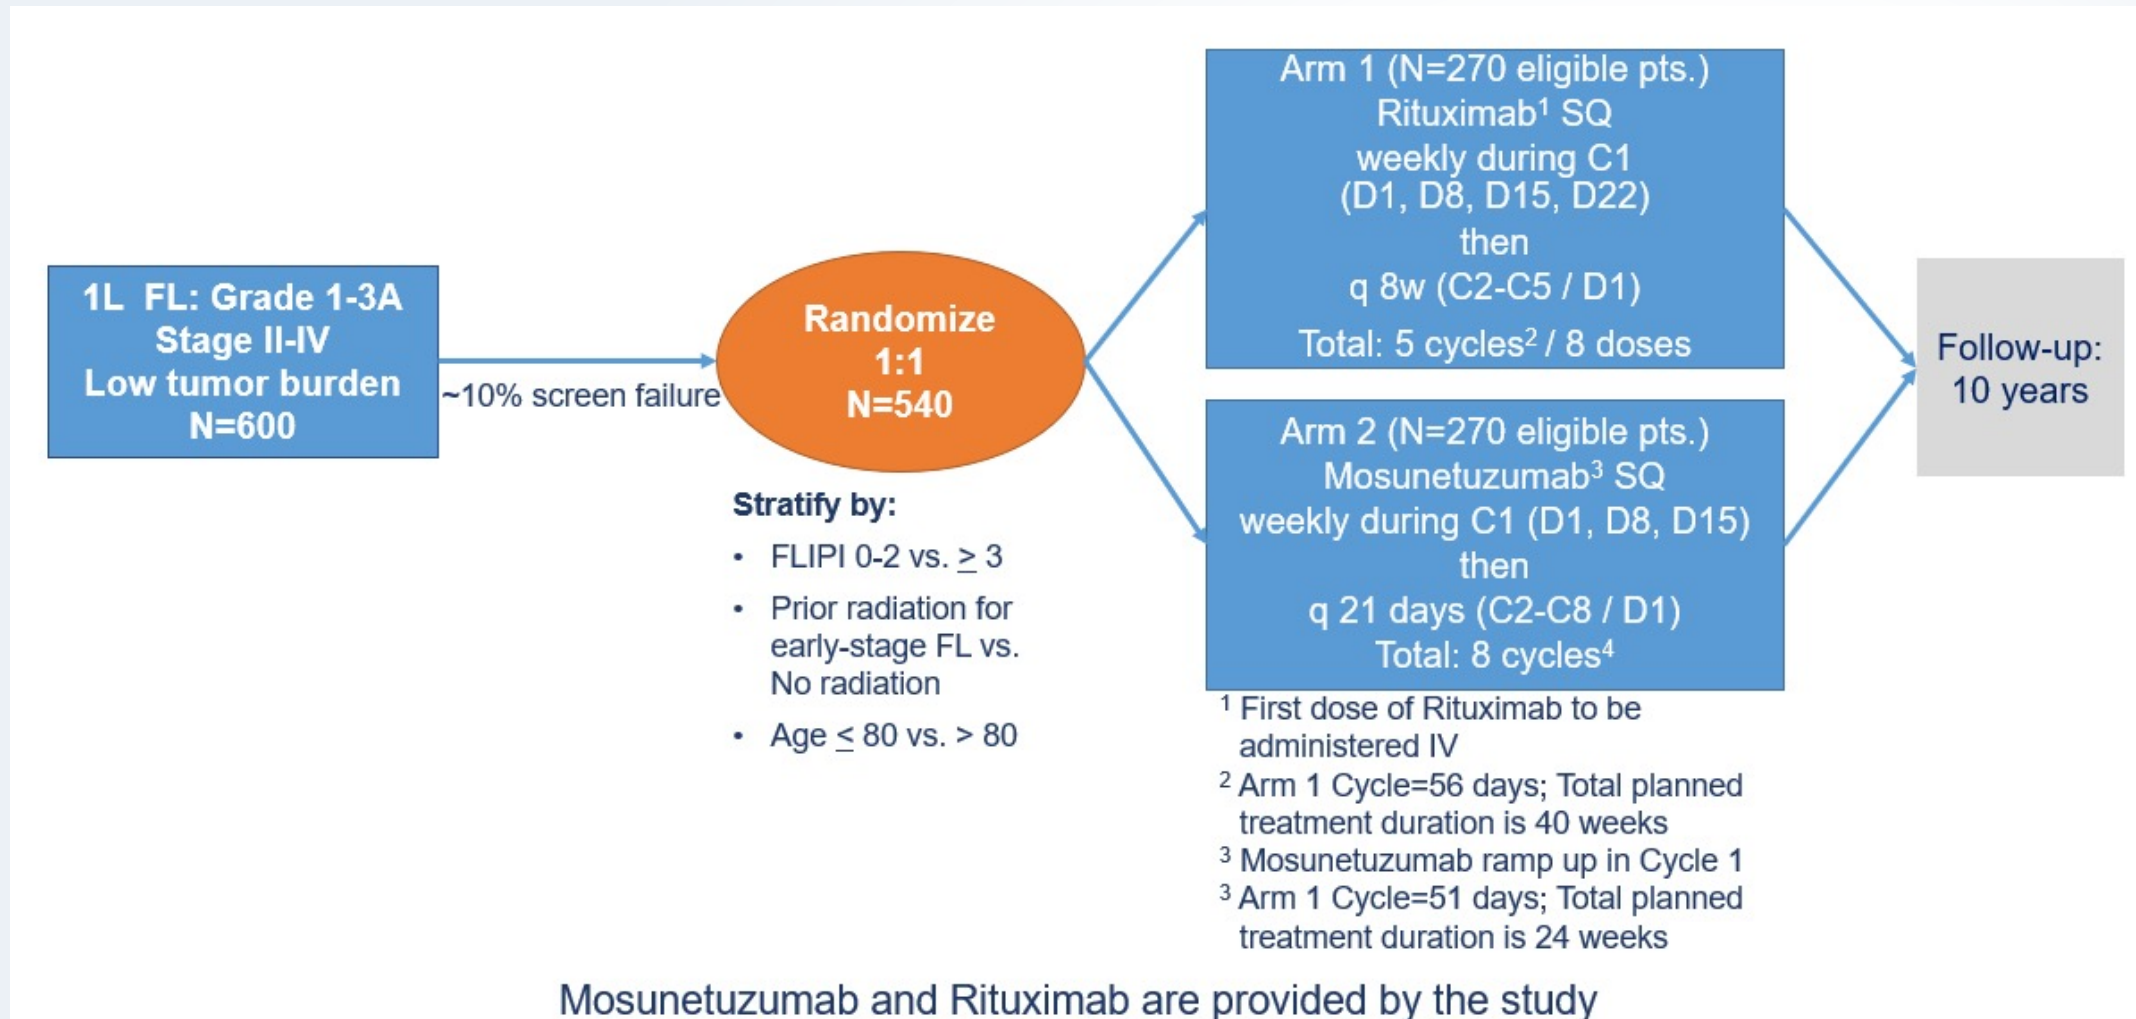 1L  FL: Grade 1-3A
Stage II-IV
Low tumor burden
N=600
~10% screen failure
Randomize
1:1
N=540
Stratify by:
• FLIPI 0-2 vs. ≥ 3
• Prior radiation for
early-stage FL vs.
No radiation
• Age ≤ 80 vs. > 80
Arm 1 (N=270 eligible pts.)
Rituximab¹ SQ
weekly during C1
(D1, D8, D15, D22)
then
q 8w (C2-C5 / D1)
Total: 5 cycles² / 8 doses
Arm 2 (N=270 eligible pts.)
Mosunetuzumab³ SQ
weekly during C1 (D1, D8, D15)
then
q 21 days (C2-C8 / D1)
Total: 8 cycles⁴
¹ First dose of Rituximab to be
administered IV
² Arm 1 Cycle=56 days; Total planned
treatment duration is 40 weeks
³ Mosunetuzumab ramp up in Cycle 1
³ Arm 1 Cycle=51 days; Total planned
treatment duration is 24 weeks
Follow-up:
10 years
Mosunetuzumab and Rituximab are provided by the study